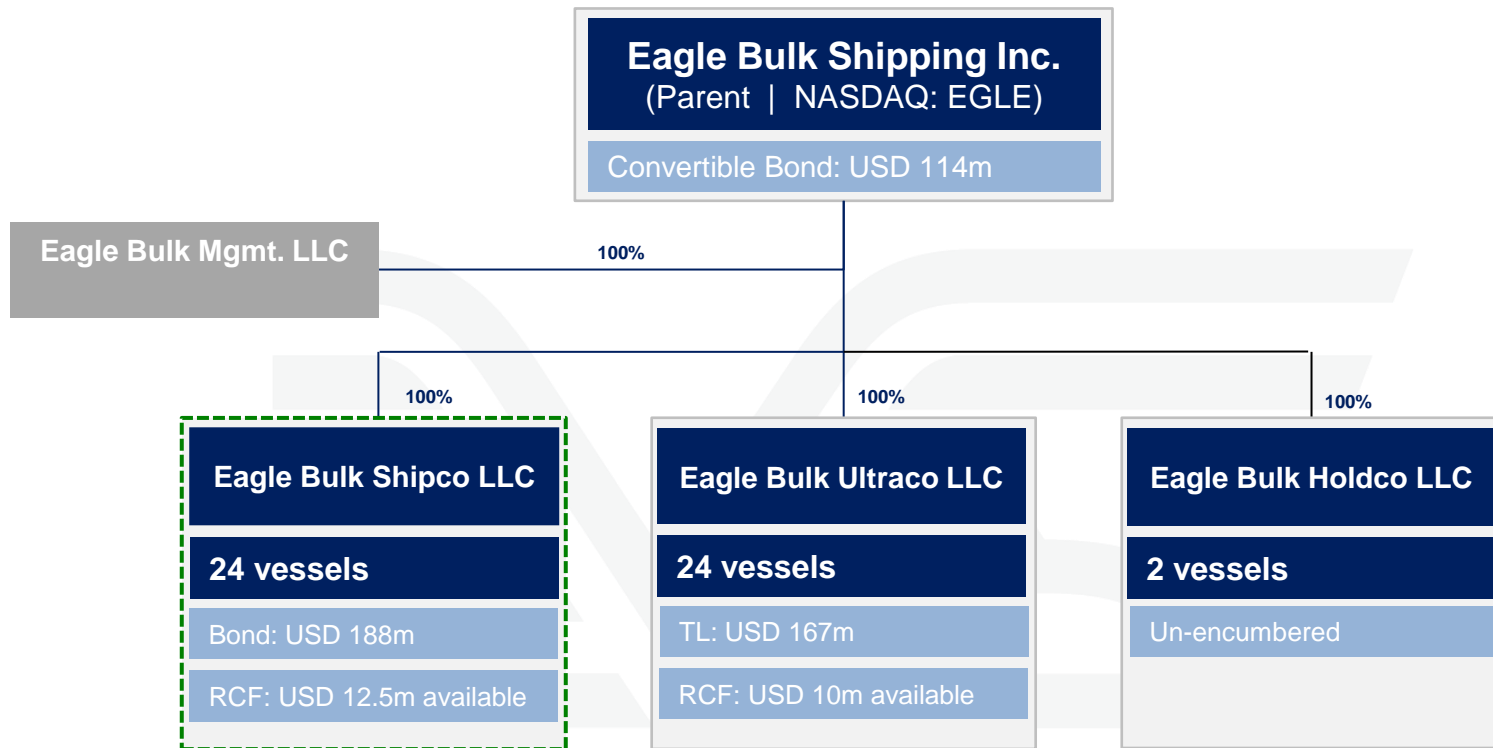 Eagle Bulk Shipping Inc.
(Parent | NASDAQ: EGLE)
Convertible Bond: USD 114m
Eagle Bulk Mgmt. LLC
100%
100%
100%
100%
Eagle Bulk Shipco LLC
24 vessels
Bond: USD 188m
RCF: USD 12.5m available
Eagle Bulk Ultraco LLC
24 vessels
TL: USD 167m
RCF: USD 10m available
Eagle Bulk Holdco LLC
2 vessels
Un-encumbered